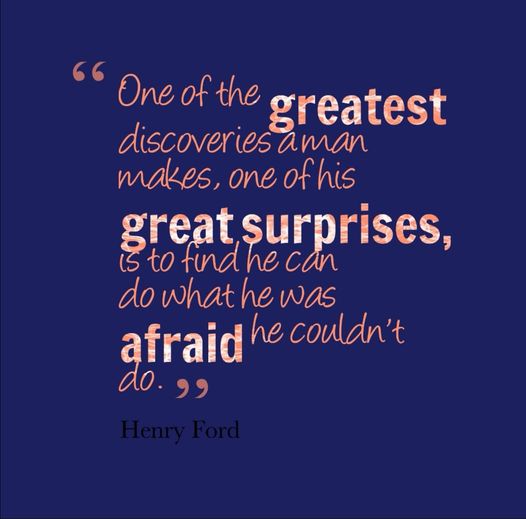 “ One of the greatest
discoveries a man
makes, one of his
great surprises,
is to find he can
do what he was
afraid he couldn't
do. ”
Henry Ford